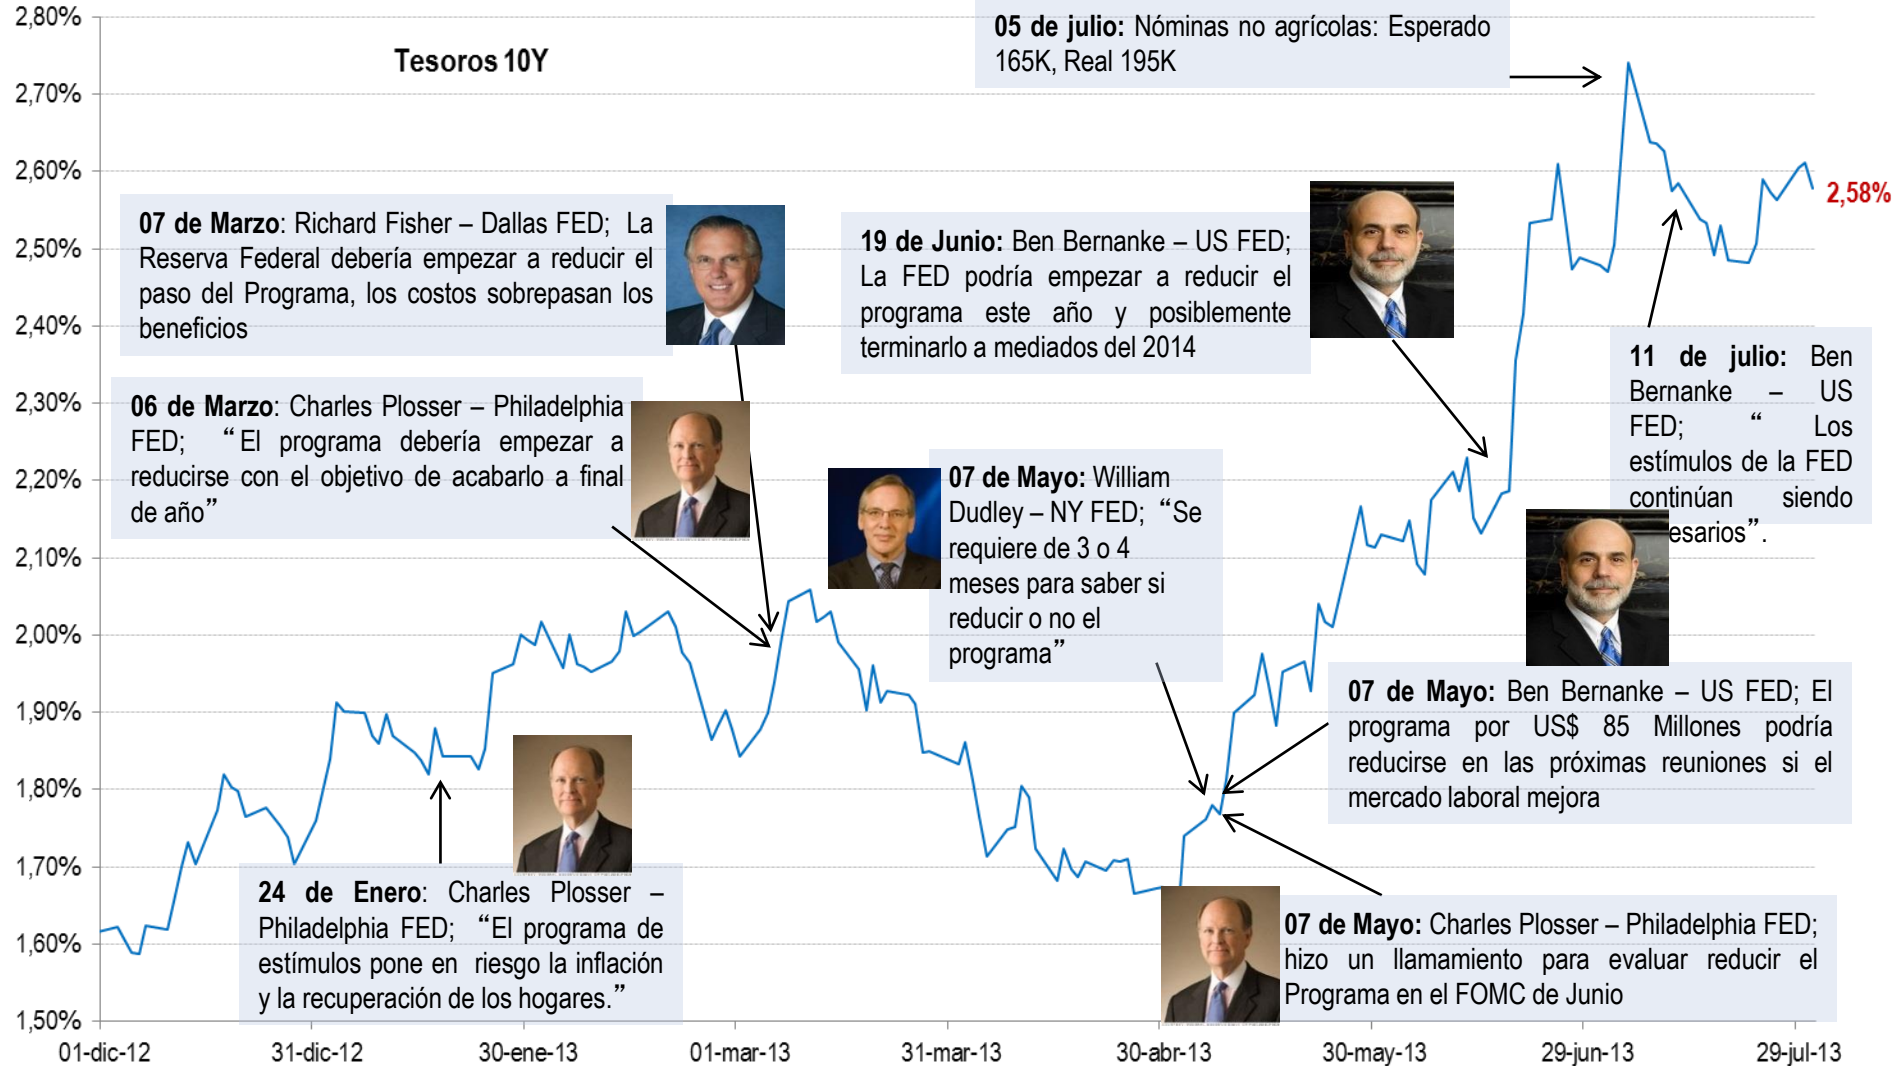 2,80%
2,70%
2,60%
2,50%
2,40%
2,30%
2,20%
2,10%
2,00%
1,90%
1,80%
1,70%
1,60%
1,50%
Tesoros 10Y
05 de julio: Nóminas no agrícolas: Esperado
165K, Real 195K
2,58%
07 de Marzo: Richard Fisher – Dallas FED; La
Reserva Federal debería empezar a reducir el
paso del Programa, los costos sobrepasan los
beneficios
19 de Junio: Ben Bernanke – US FED;
La FED podría empezar a reducir el
programa este año y posiblemente
terminarlo a mediados del 2014
11 de julio: Ben
Bernanke – US
FED; “ Los
estímulos de la FED
continúan siendo
esarios”.
06 de Marzo: Charles Plosser – Philadelphia
FED; “El programa debería empezar a
reducirse con el objetivo de acabarlo a final
de año”
07 de Mayo: William
Dudley – NY FED; “Se
requiere de 3 o 4
meses para saber si
reducir o no el
programa”
07 de Mayo: Ben Bernanke – US FED; El
programa por US$ 85 Millones podría
reducirse en las próximas reuniones si el
mercado laboral mejora
24 de Enero: Charles Plosser –
Philadelphia FED; “El programa de
estímulos pone en riesgo la inflación
y la recuperación de los hogares.”
07 de Mayo: Charles Plosser – Philadelphia FED;
hizo un llamamiento para evaluar reducir el
Programa en el FOMC de Junio
01-dic-12 31-dic-12 30-ene-13 01-mar-13 31-mar-13 30-abr-13 30-may-13 29-jun-13 29-jul-13